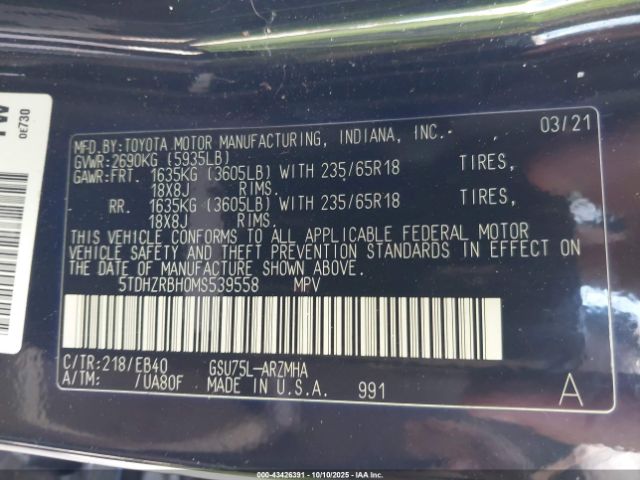 MFD.BY:TOYOTA MOTOR MANUFACTURING, INDIANA, INC. 03/21
GVWR:2690KG (5935LB)
GAWR:FRT. 1635KG (3605LB) WITH 235/65R18 TIRES,
18X8J RIMS.
RR. 1635KG (3605LB) WITH 235/65R18 TIRES,
18X8J RIMS.
THIS VEHICLE CONFORMS TO ALL APPLICABLE FEDERAL MOTOR
VEHICLE SAFETY AND THEFT PREVENTION STANDARDS IN EFFECT ON
THE DATE OF MANUFACTURE SHOWN ABOVE.
5TDHZRBH0MS539558 MPV
C/TR:218/EB40 GSU75L-ARZMHA
A/TM: /UA80F MADE IN U.S.A. 991 A
0E730
000-43426391 - 10/10/2025 - COPYRIGHT IAA, LLC.